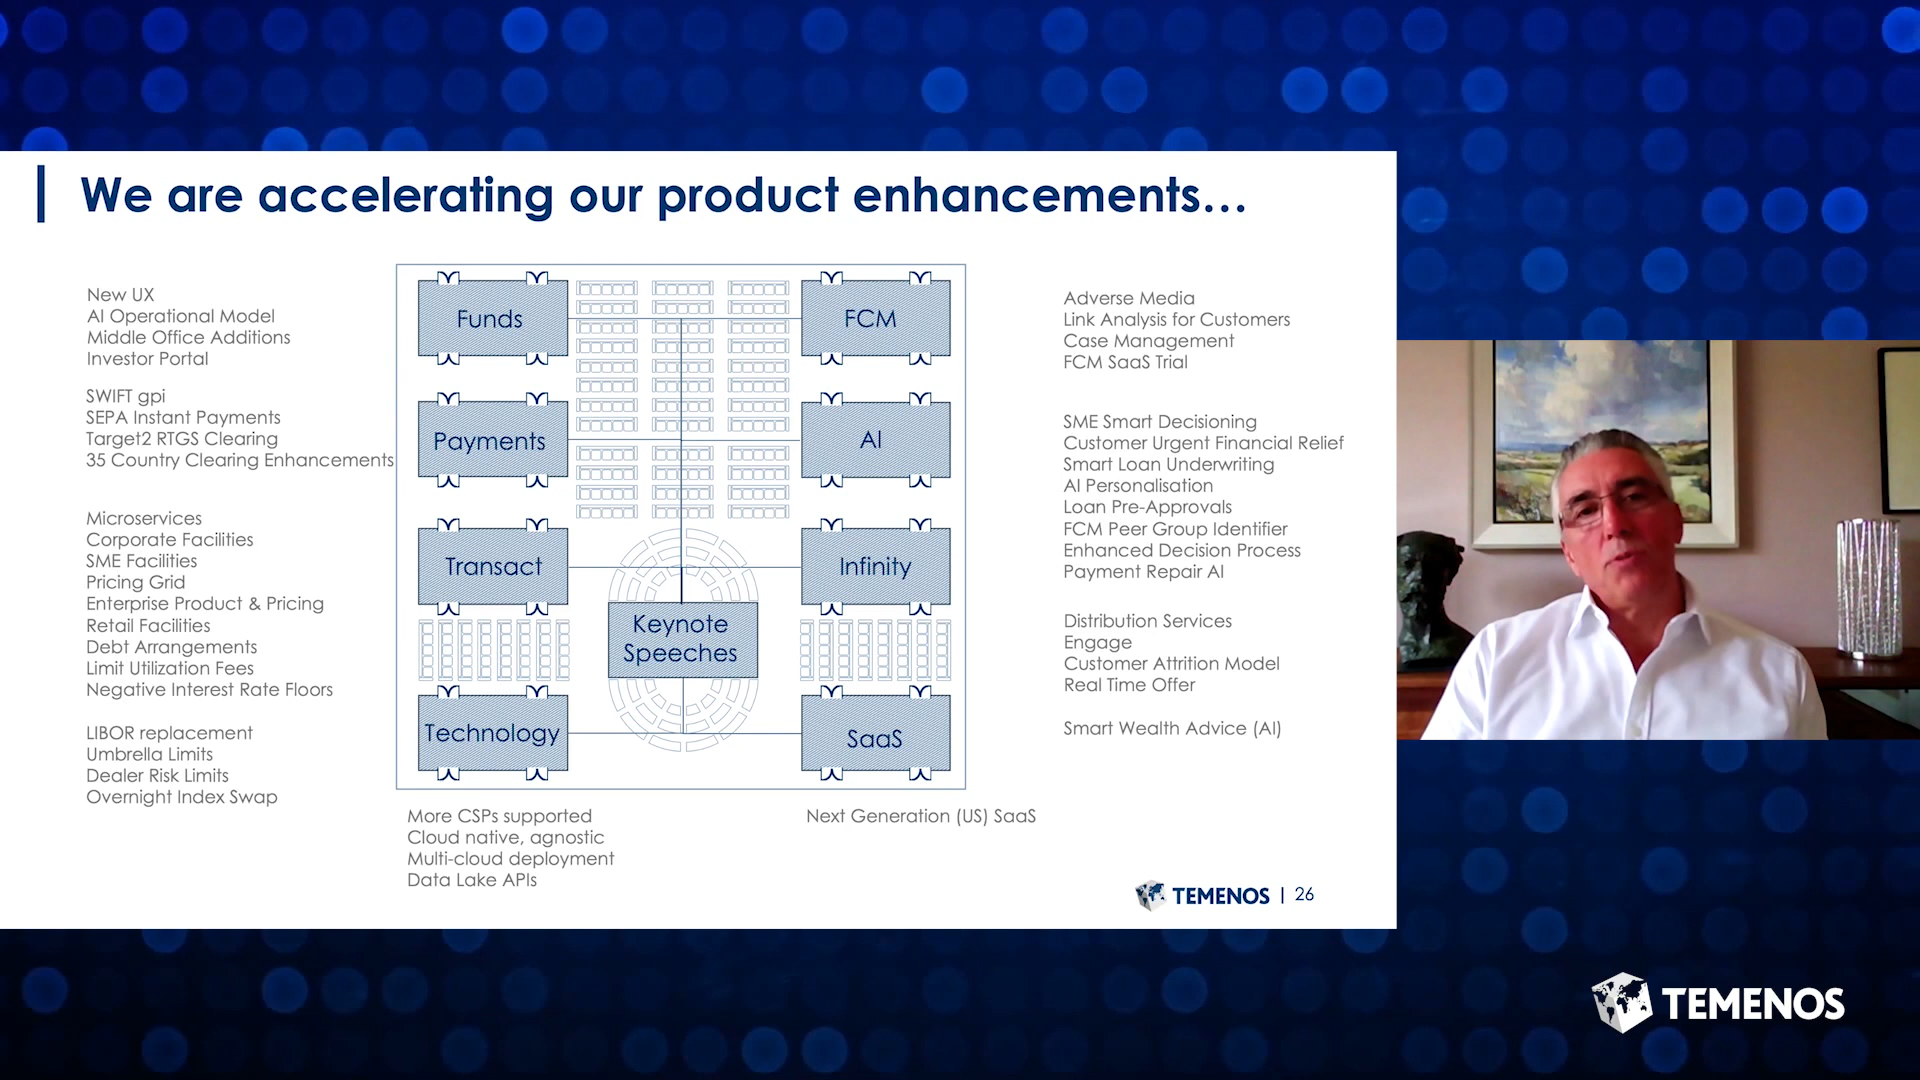 We are accelerating our product enhancements...
New UX
AI Operational Model
Middle Office Additions
Investor Portal
SWIFT gpi
SEPA Instant Payments
Target2 RTGS Clearing
35 Country Clearing Enhancements
Microservices
Corporate Facilities
SME Facilities
Pricing Grid
Enterprise Product & Pricing
Retail Facilities
Debt Arrangements
Limit Utilization Fees
Negative Interest Rate Floors
LIBOR replacement
Umbrella Limits
Dealer Risk Limits
Overnight Index Swap
Funds
FCM
Payments
AI
Transact
Infinity
Keynote
Speeches
Technology
SaaS
More CSPs supported
Cloud native, agnostic
Multi-cloud deployment
Data Lake APIs
Next Generation (US) SaaS
Adverse Media
Link Analysis for Customers
Case Management
FCM SaaS Trial
SME Smart Decisioning
Customer Urgent Financial Relief
Smart Loan Underwriting
AI Personalisation
Loan Pre-Approvals
FCM Peer Group Identifier
Enhanced Decision Process
Payment Repair AI
Distribution Services
Engage
Customer Attrition Model
Real Time Offer
Smart Wealth Advice (AI)
TEMENOS | 26
TEMENOS